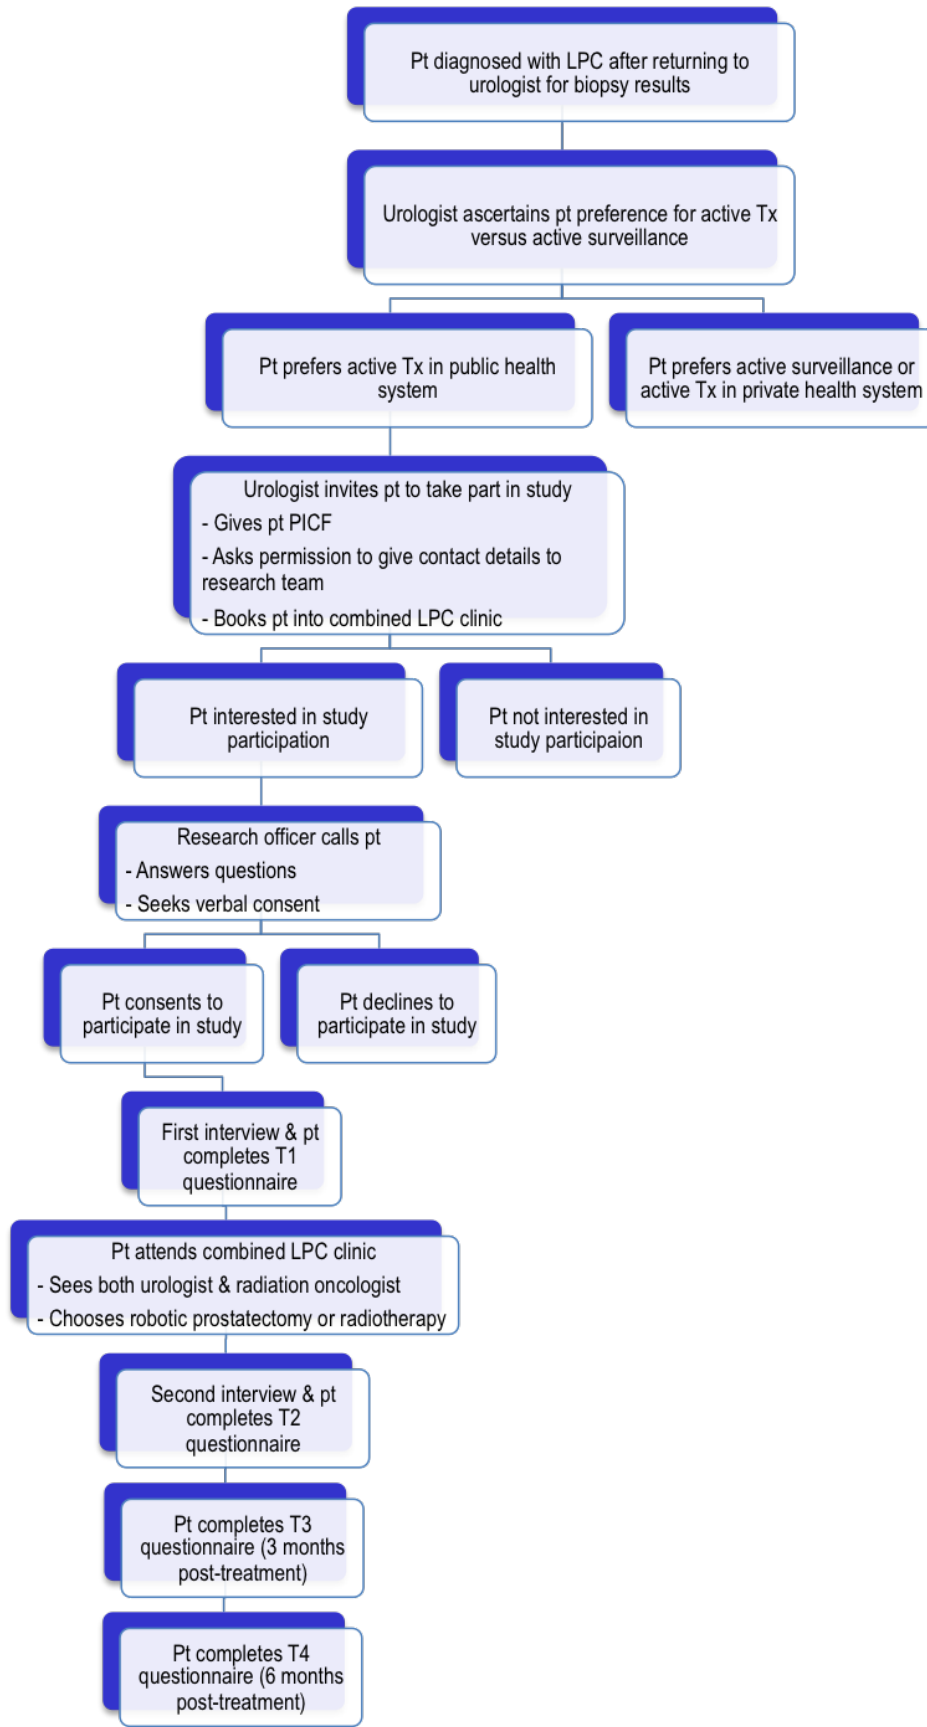 Pt diagnosed with LPC after returning to
urologist for biopsy results
Urologist ascertains pt preference for active Tx
versus active surveillance
Pt prefers active Tx in public health
system
Pt prefers active surveillance or
active Tx in private health system
Urologist invites pt to take part in study
- Gives pt PICF
- Asks permission to give contact details to
research team
- Books pt into combined LPC clinic
Pt interested in study
participation
Pt not interested in
study participaion
Research officer calls pt
- Answers questions
- Seeks verbal consent
Pt consents to
participate in study
Pt declines to
participate in study
First interview & pt
completes T1
questionnaire
Pt attends combined LPC clinic
- Sees both urologist & radiation oncologist
- Chooses robotic prostatectomy or radiotherapy
Second interview & pt
completes T2
questionnaire
Pt completes T3
questionnaire (3 months
post-treatment)
Pt completes T4
questionnaire (6 months
post-treatment)